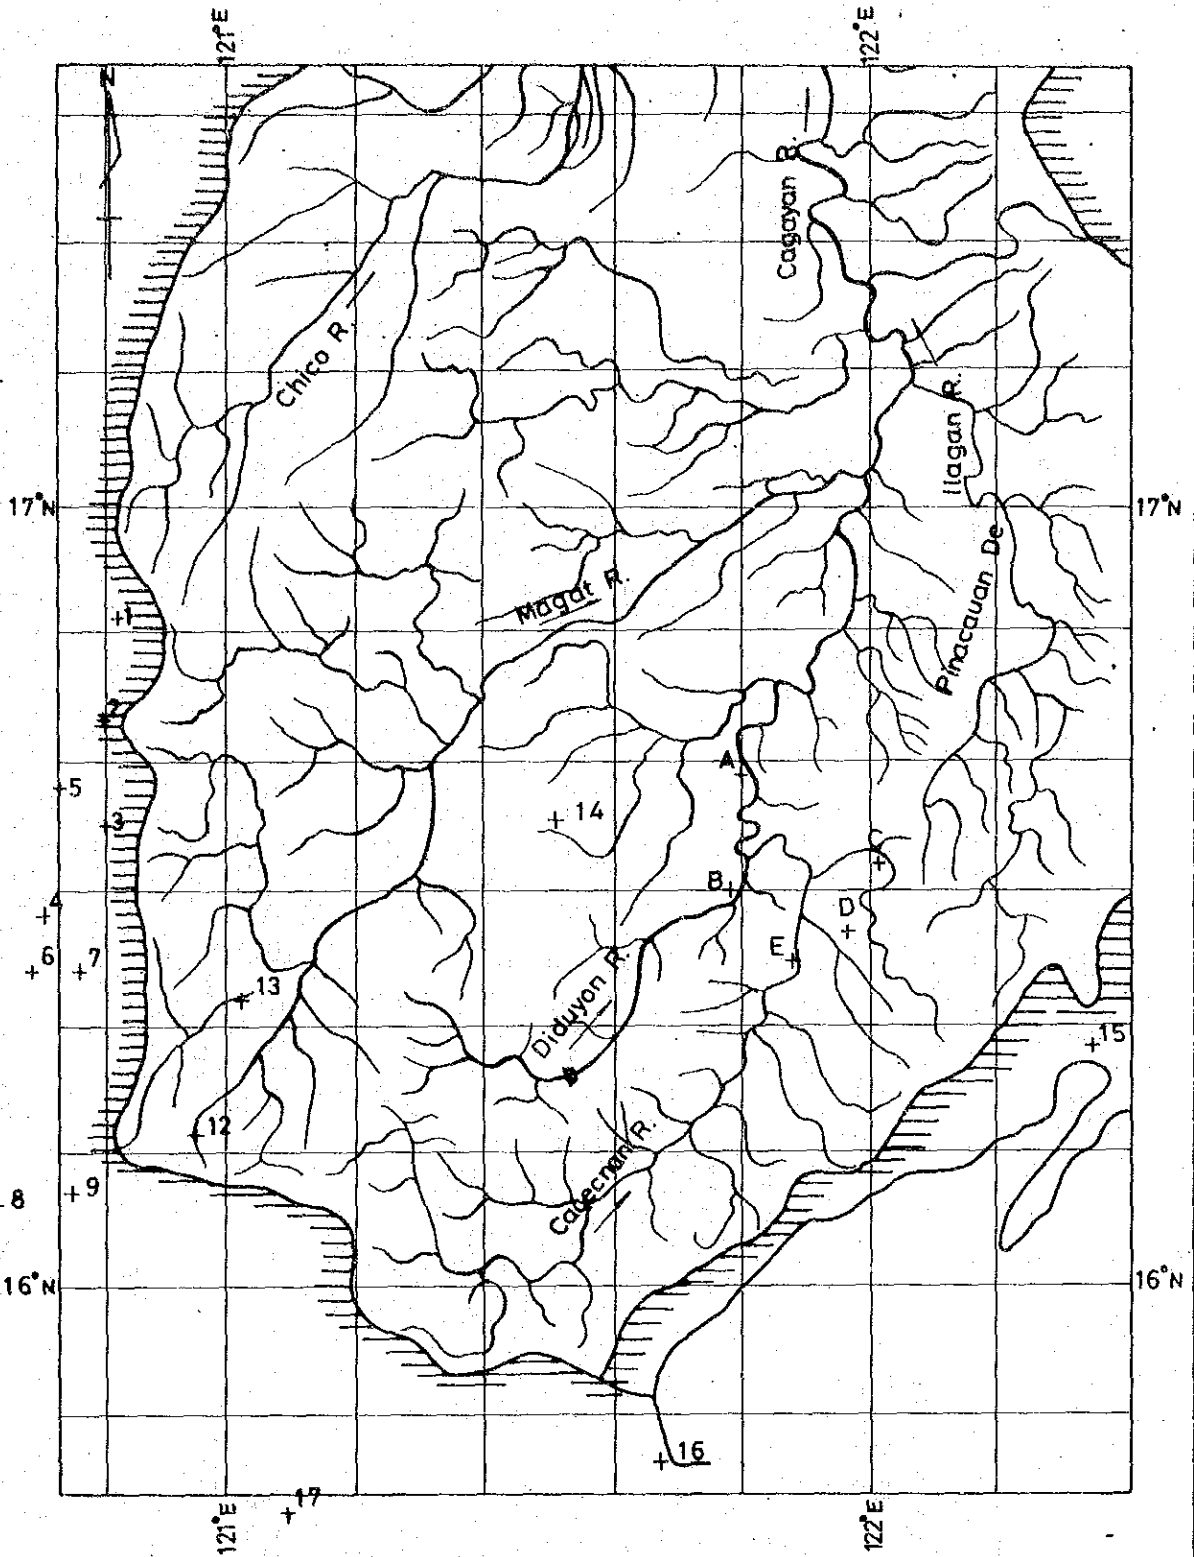 121°E
122°E
N
Cagayan R.
Chico R.
Ilagan R.
17°N
17°N
Pinacauan De
Magat R.
1
2
A
5
3
14
C
B
4
D
E
6
7
13
Diduyon R.
15
12
Cacecnan R.
9
8
16°N
16°N
16
17
121°E
122°E